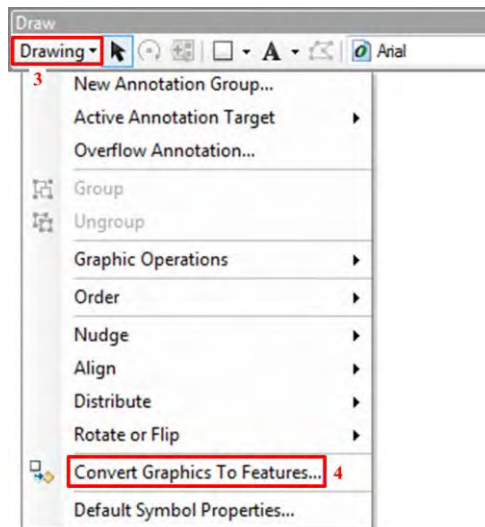 Draw
Drawing A Arial
3
New Annotation Group...
Active Annotation Target
Overflow Annotation...
Group
Ungroup
Graphic Operations
Order
Nudge
Align
Distribute
Rotate or Flip
Convert Graphics To Features... 4
Default Symbol Properties...